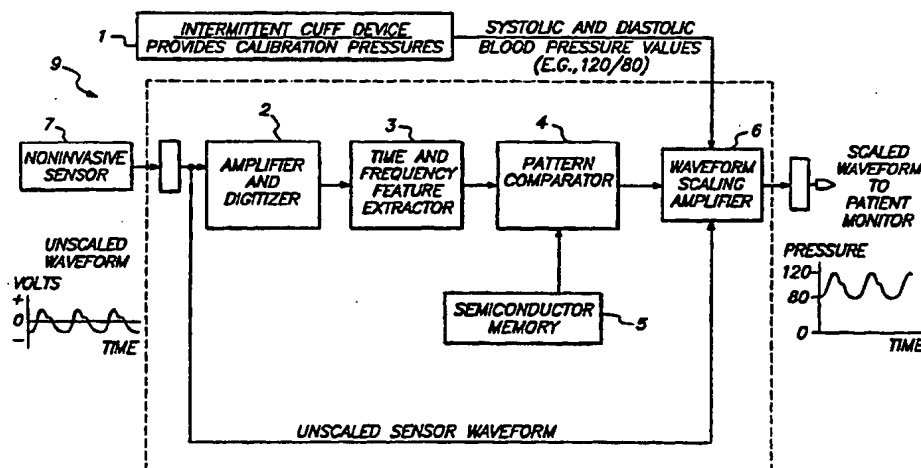 1
INTERMITTENT CUFF DEVICE
PROVIDES CALIBRATION PRESSURES
SYSTOLIC AND DIASTOLIC
BLOOD PRESSURE VALUES
(E.G., 120/80)
9
7
NONINVASIVE
SENSOR
2
AMPLIFIER
AND
DIGITIZER
3
TIME AND
FREQUENCY
FEATURE
EXTRACTOR
4
PATTERN
COMPARATOR
6
WAVEFORM
SCALING
AMPLIFIER
SCALED
WAVEFORM
TO
PATIENT
MONITOR
UNSCALED
WAVEFORM
VOLTS
+
0
−
TIME
SEMICONDUCTOR
MEMORY
5
PRESSURE
120
80
0
TIME
UNSCALED SENSOR WAVEFORM